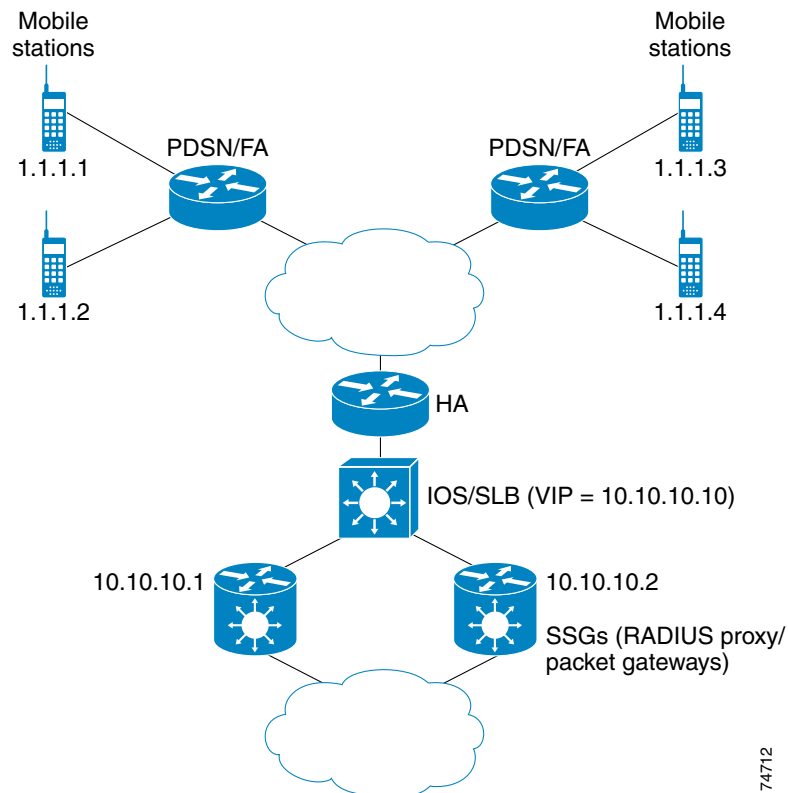 Mobile
stations
Mobile
stations
PDSN/FA
PDSN/FA
1.1.1.1
1.1.1.3
1.1.1.2
1.1.1.4
HA
IOS/SLB (VIP = 10.10.10.10)
10.10.10.1
10.10.10.2
SSGs (RADIUS proxy/
packet gateways)
74712